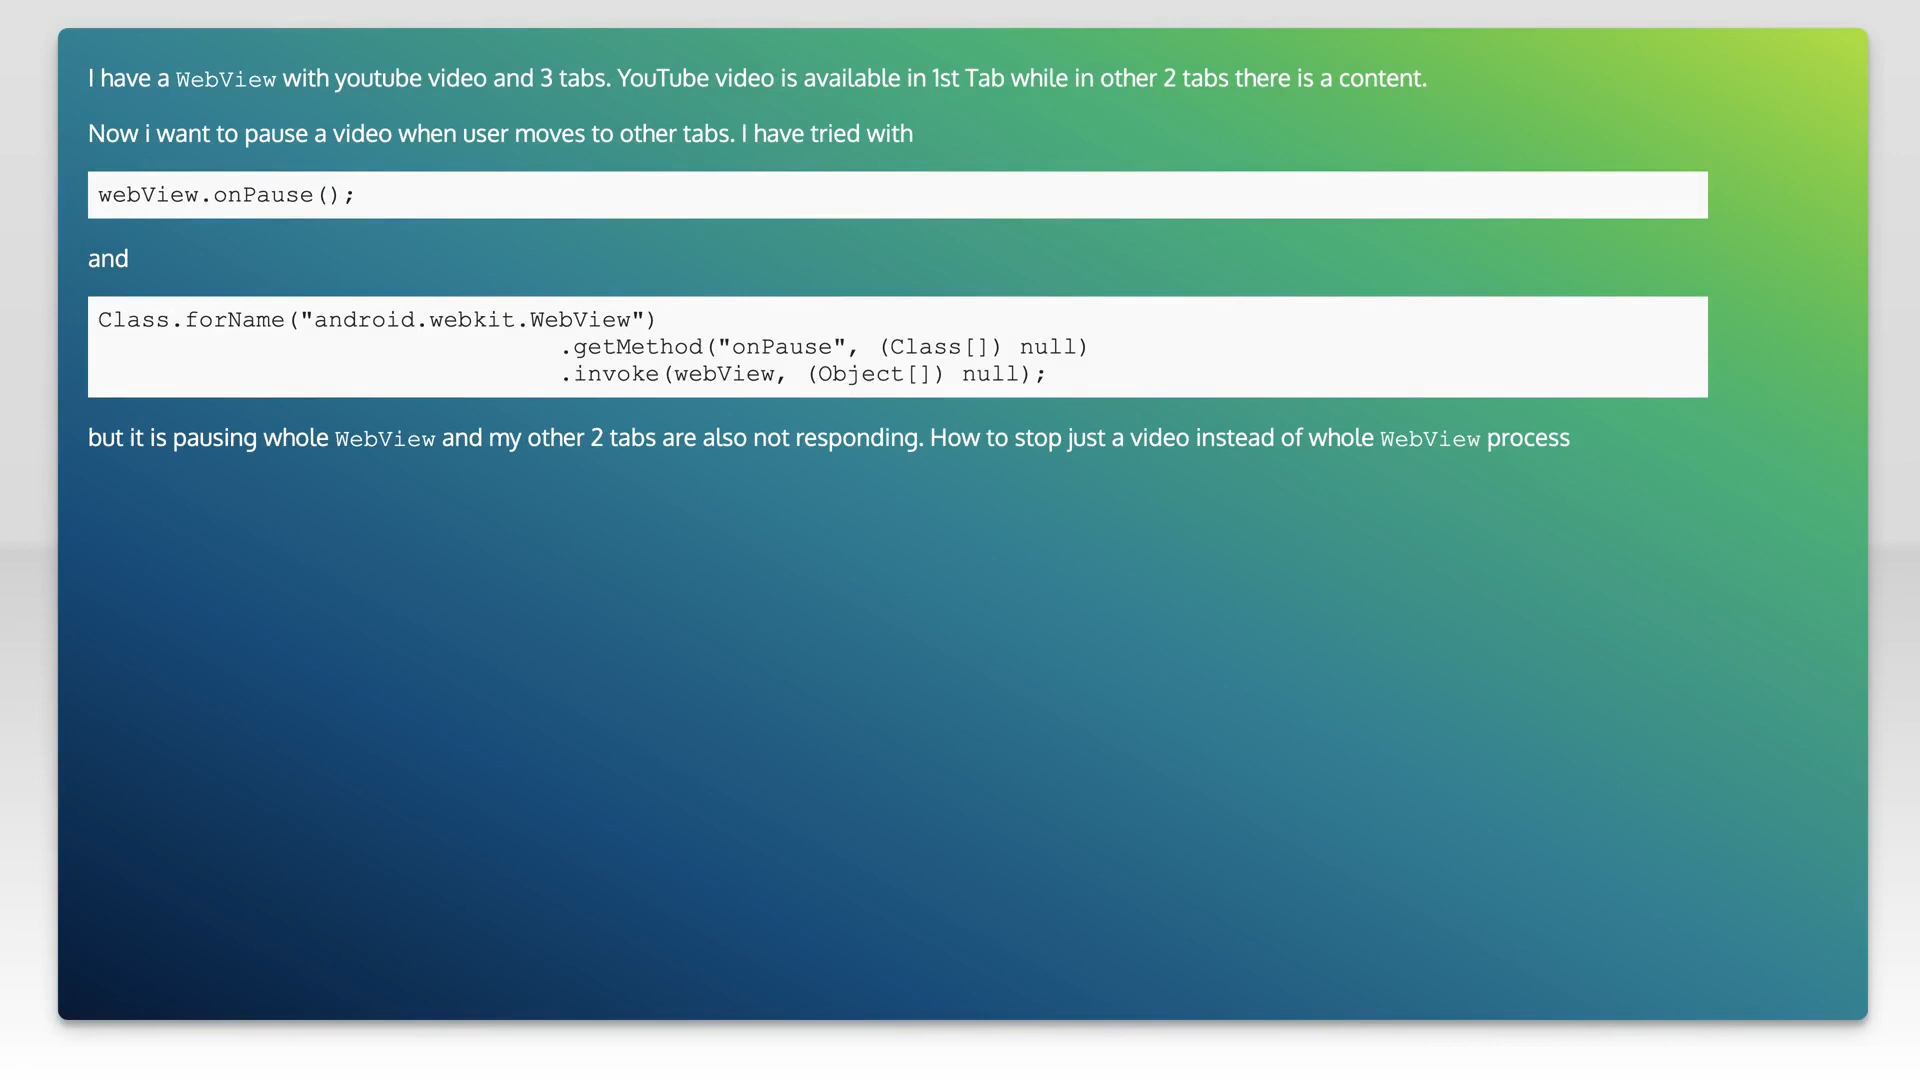 I have a WebView with youtube video and 3 tabs. YouTube video is available in 1st Tab while in other 2 tabs there is a content.
Now i want to pause a video when user moves to other tabs. I have tried with
webView.onPause();
and
Class.forName("android.webkit.WebView")
.getMethod("onPause", (Class[]) null)
.invoke(webView, (Object[]) null);
but it is pausing whole WebView and my other 2 tabs are also not responding. How to stop just a video instead of whole WebView process